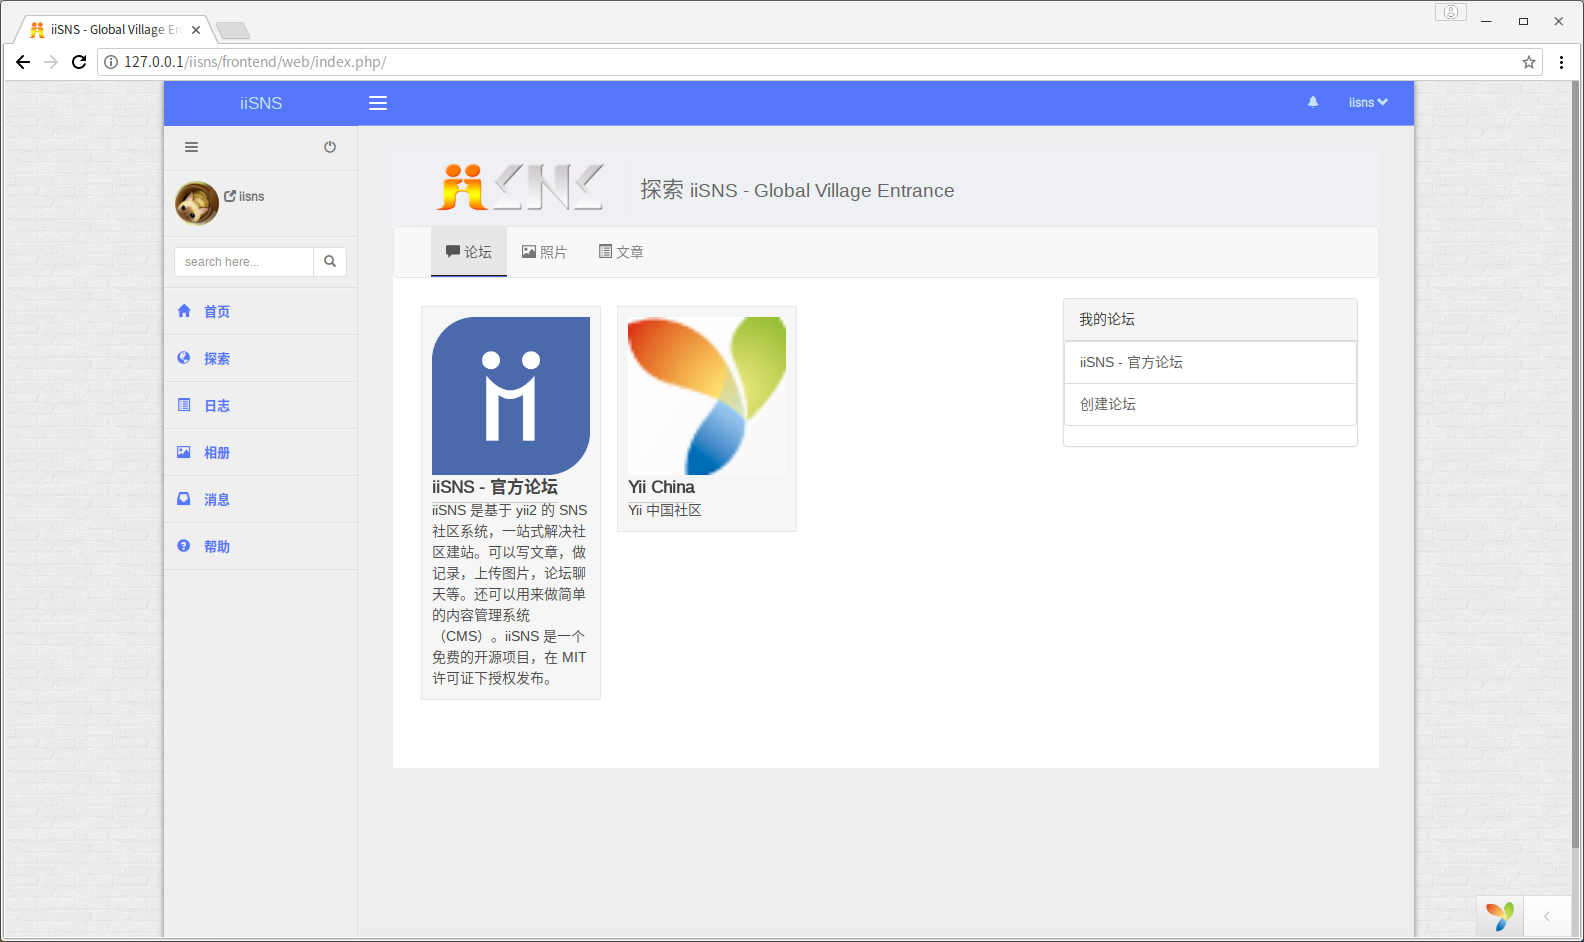 iiSNS - Global Village En
127.0.0.1/iisns/frontend/web/index.php/
iiSNS
iisns
iisns
search here...
首页
探索
日志
相册
消息
帮助
iiSNS
探索 iiSNS - Global Village Entrance
论坛 照片 文章
iiSNS - 官方论坛
iiSNS 是基于 yii2 的 SNS
社区系统，一站式解决社
区建站。可以写文章，做
记录，上传图片，论坛聊
天等。还可以用来做简单
的内容管理系统
（CMS）。iiSNS 是一个
免费的开源项目，在 MIT
许可证下授权发布。
Yii China
Yii 中国社区
我的论坛
iiSNS - 官方论坛
创建论坛